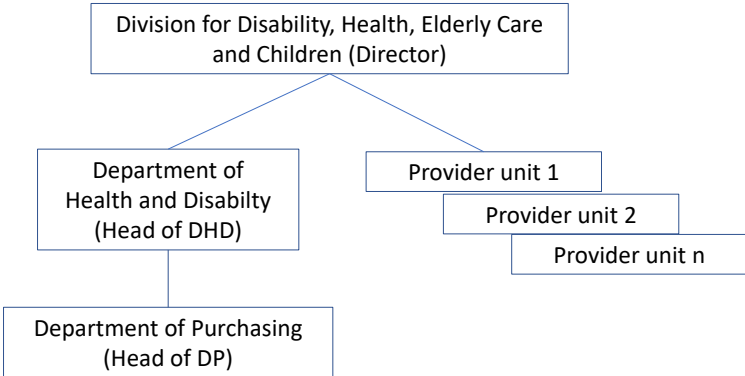 Division for Disability, Health, Elderly Care
and Children (Director)
Department of
Health and Disabilty
(Head of DHD)
Provider unit 1
Provider unit 2
Provider unit n
Department of Purchasing
(Head of DP)